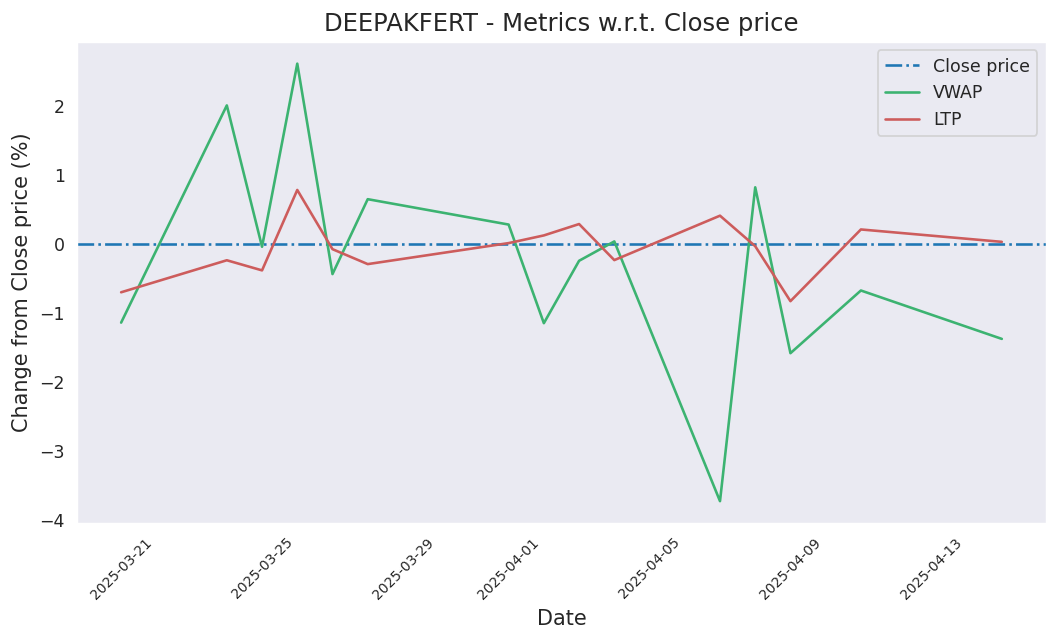 DEEPAKFERT - Metrics w.r.t. Close price
Close price
VWAP
LTP
Change from Close price (%)
2
1
0
−1
−2
−3
−4
2025-03-21
2025-03-25
2025-03-29
2025-04-01
2025-04-05
2025-04-09
2025-04-13
Date